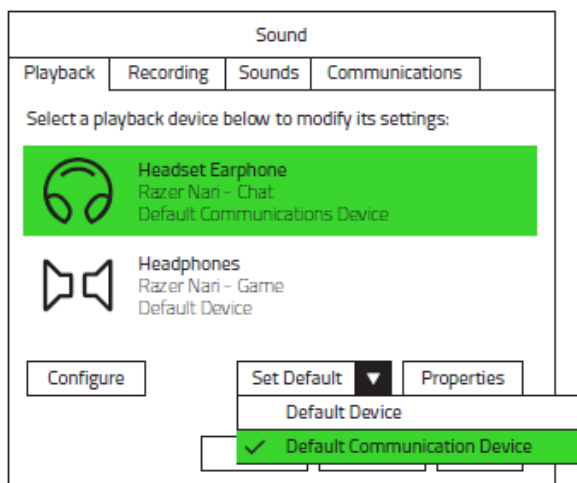 Sound
Playback Recording Sounds Communications
Select a playback device below to modify its settings:
Headset Earphone
Razer Nari - Chat
Default Communications Device
Headphones
Razer Nari - Game
Default Device
Configure Set Default Properties
Default Device
Default Communication Device